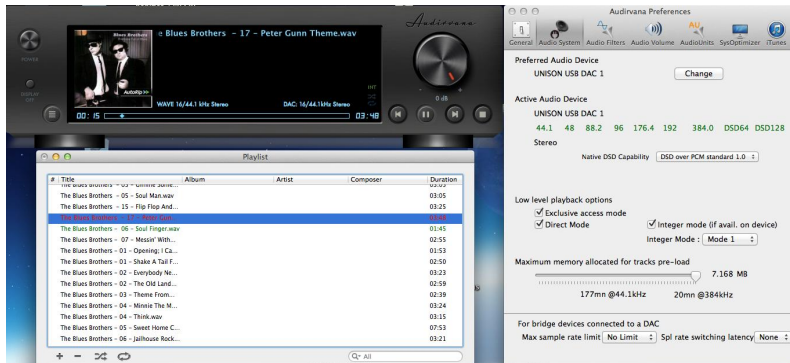 Audirvana
e Blues Brothers - 17 - Peter Gunn Theme.wav
Blues Brothers
AutoRip>>
POWER
DISPLAY
OFF
INT
WAVE 16/44.1 kHz Stereo
DAC: 16/44.1kHz Stereo
0 dB
00: 15
03:48
Playlist
# Title Album Artist Composer Duration
The Blues Brothers - 03 - Gimme Some... 03:05
The Blues Brothers - 05 - Soul Man.wav 03:05
The Blues Brothers - 15 - Flip Flop And... 03:25
The Blues Brothers - 17 - Peter Gun... 03:48
The Blues Brothers - 06 - Soul Finger.wav 01:45
The Blues Brothers - 07 - Messin' With... 02:55
The Blues Brothers - 01 - Opening; I Ca... 01:53
The Blues Brothers - 01 - Shake A Tail F... 02:50
The Blues Brothers - 02 - Everybody Ne... 03:23
The Blues Brothers - 02 - The Old Land... 02:59
The Blues Brothers - 03 - Theme From... 02:39
The Blues Brothers - 04 - Minnie The M... 03:24
The Blues Brothers - 04 - Think.wav 03:15
The Blues Brothers - 05 - Sweet Home C... 07:53
The Blues Brothers - 06 - Jailhouse Rock... 03:21
All
Audirvana Preferences
General Audio System Audio Filters Audio Volume AudioUnits SysOptimizer iTunes
Preferred Audio Device
UNISON USB DAC 1 Change
Active Audio Device
UNISON USB DAC 1
44.1 48 88.2 96 176.4 192 384.0 DSD64 DSD128
Stereo
Native DSD Capability DSD over PCM standard 1.0
Low level playback options
Exclusive access mode
Direct Mode Integer mode (if avail. on device)
Integer Mode : Mode 1
Maximum memory allocated for tracks pre-load
7.168 MB
177mn @44.1kHz 20mn @384kHz
For bridge devices connected to a DAC
Max sample rate limit No Limit Spl rate switching latency None